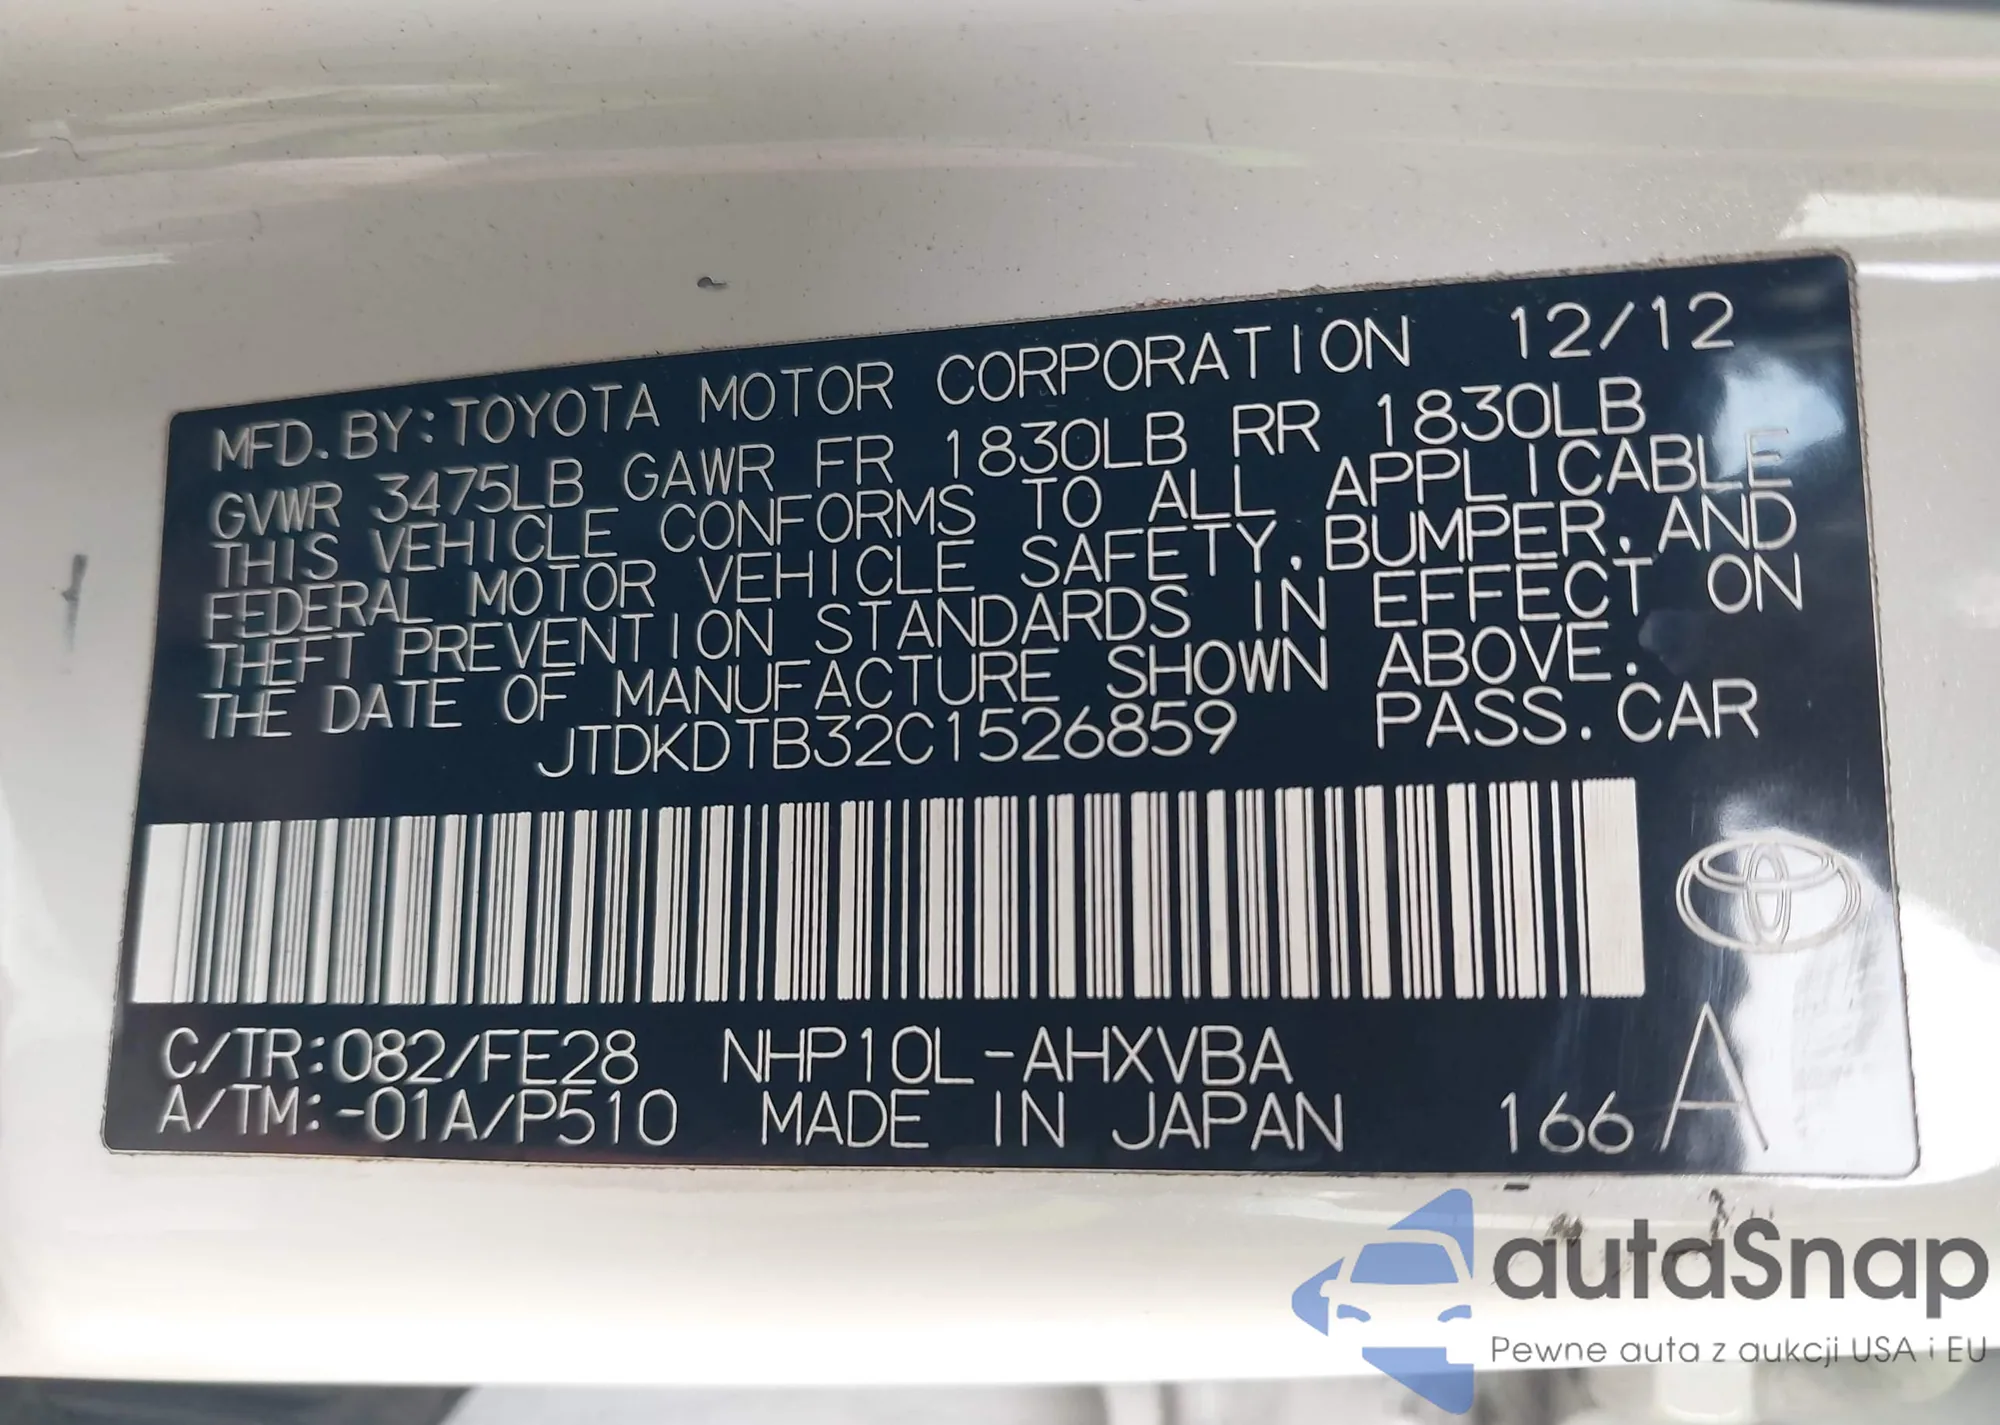 MFD. BY: TOYOTA MOTOR CORPORATION 12/12
GVWR 3475LB GAWR FR 1830LB RR 1830LB
THIS VEHICLE CONFORMS TO ALL APPLICABLE
FEDERAL MOTOR VEHICLE SAFETY, BUMPER, AND
THEFT PREVENTION STANDARDS IN EFFECT ON
THE DATE OF MANUFACTURE SHOWN ABOVE.
JTDKDTB32C1526859 PASS. CAR
C/TR:082/FE28 NHP10L-AHXVBA
A/TM:-01A/P510 MADE IN JAPAN 166 A
autaSnap
Pewne auta z aukcji USA i EU